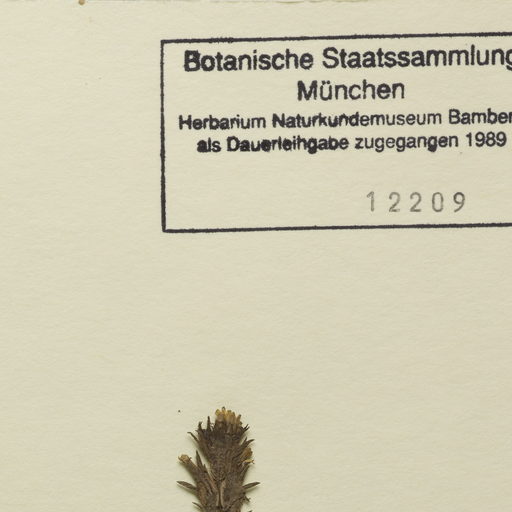 Botanische Staatssammlung
München
Herbarium Naturkundemuseum Bamber
als Dauerleihgabe zugegangen 1989
12209